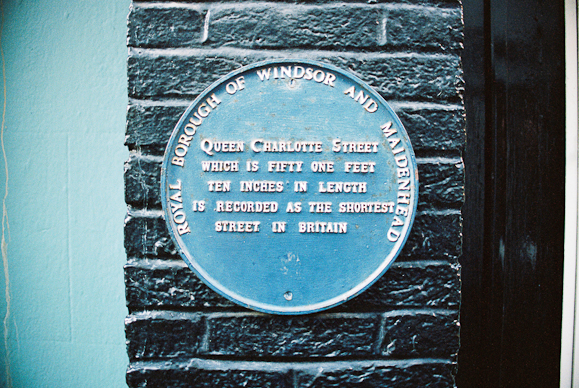 ROYAL BOROUGH OF WINDSOR AND MAIDENHEAD
QUEEN CHARLOTTE STREET
WHICH IS FIFTY ONE FEET
TEN INCHES IN LENGTH
IS RECORDED AS THE SHORTEST
STREET IN BRITAIN